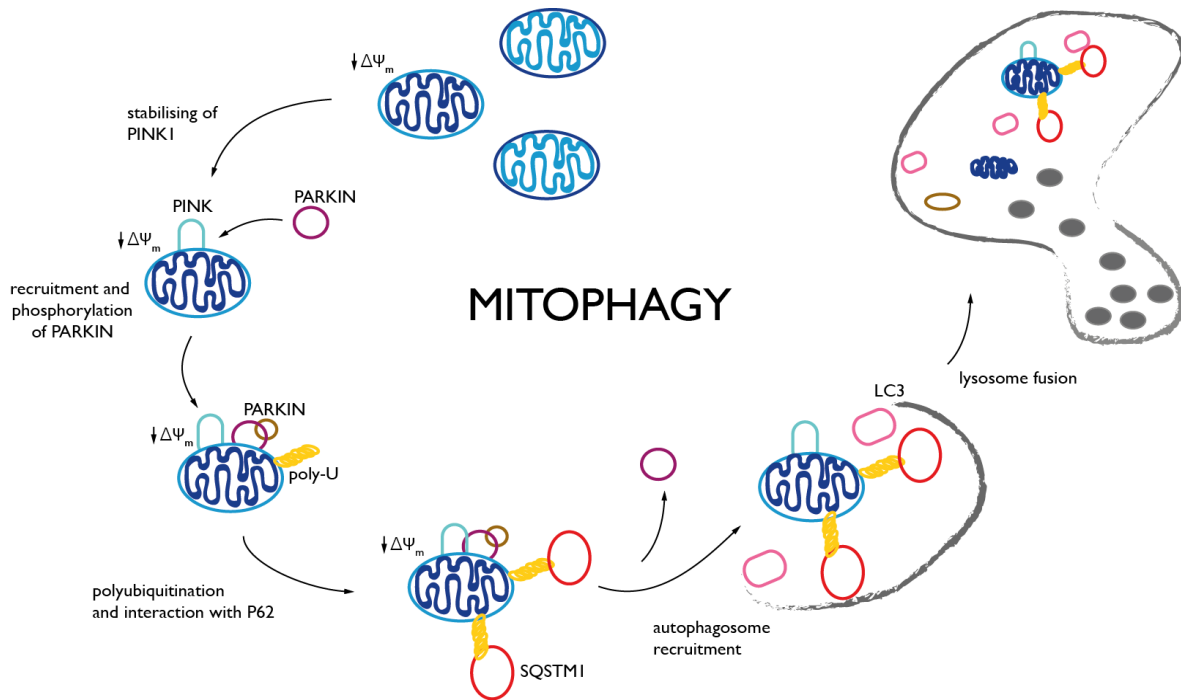 ↓ΔΨm
stabilising of
PINK1
PINK
PARKIN
↓ΔΨm
recruitment and
phosphorylation
of PARKIN
MITOPHAGY
PARKIN
↓ΔΨm
poly-U
polyubiquitination
and interaction with P62
↓ΔΨm
SQSTM1
autophagosome
recruitment
LC3
lysosome fusion